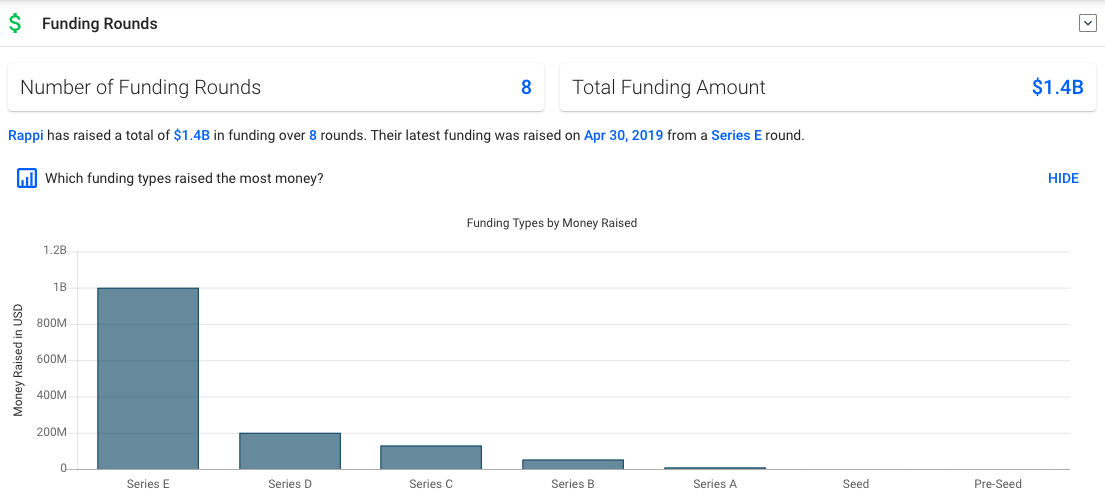 $ Funding Rounds
Number of Funding Rounds 8
Total Funding Amount $1.4B
Rappi has raised a total of $1.4B in funding over 8 rounds. Their latest funding was raised on Apr 30, 2019 from a Series E round.
Which funding types raised the most money? HIDE
Funding Types by Money Raised
Money Raised in USD
1.2B
1B
800M
600M
400M
200M
0
Series E Series D Series C Series B Series A Seed Pre-Seed